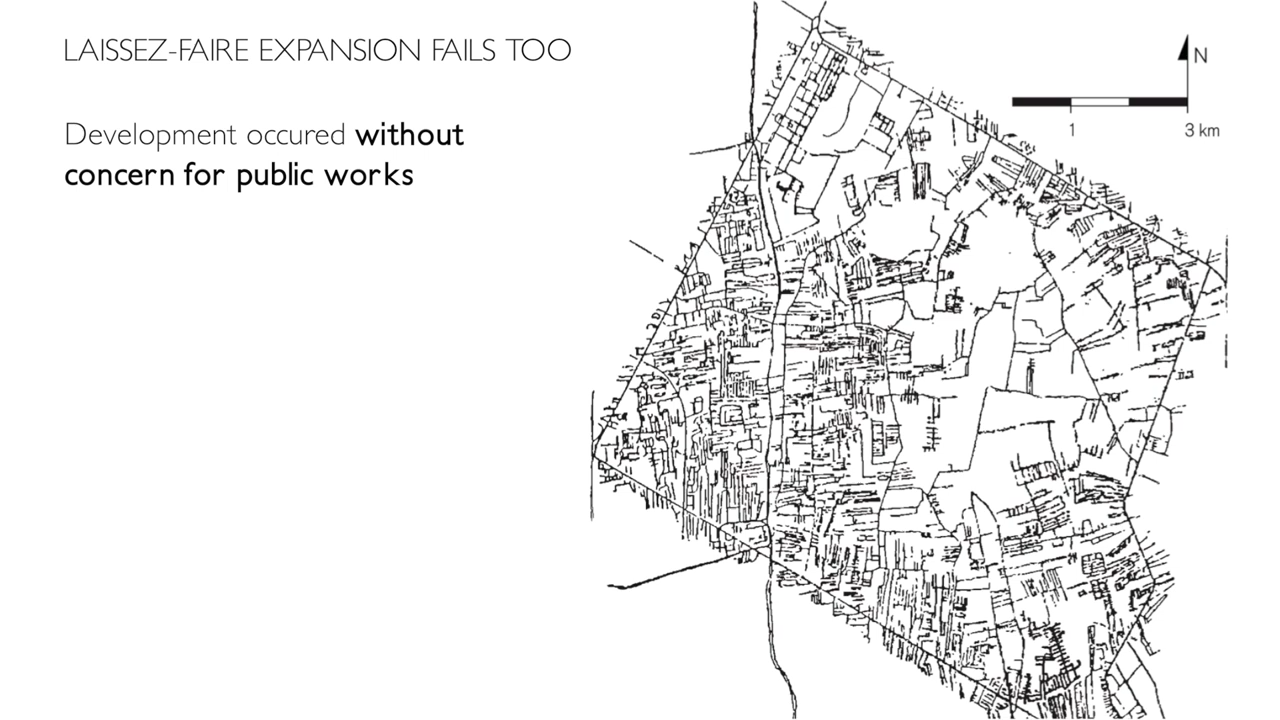 LAISSEZ-FAIRE EXPANSION FAILS TOO
Development occured without
concern for public works
N
1
3 km